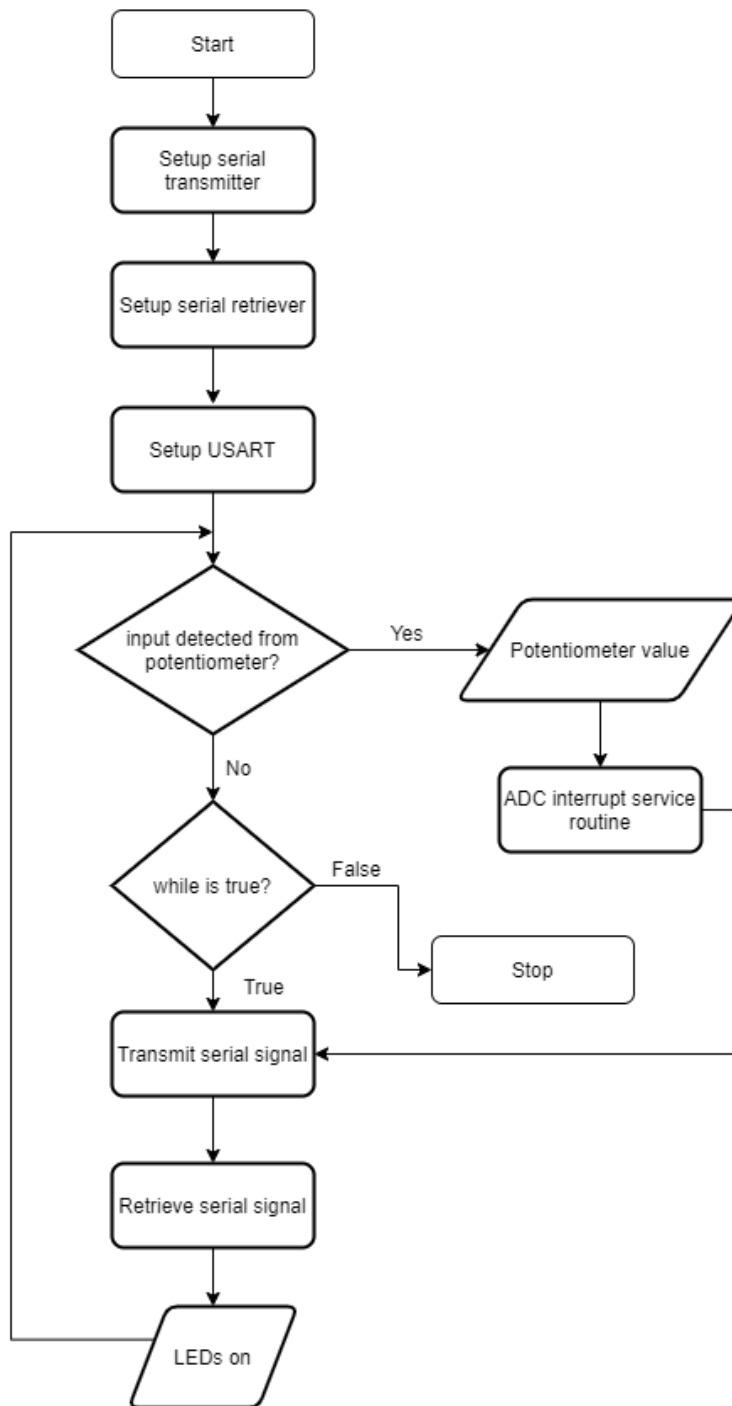 Start
Setup serial
transmitter
Setup serial retriever
Setup USART
input detected from
potentiometer?
Yes
Potentiometer value
No
ADC interrupt service
routine
while is true?
False
Stop
True
Transmit serial signal
Retrieve serial signal
LEDs on